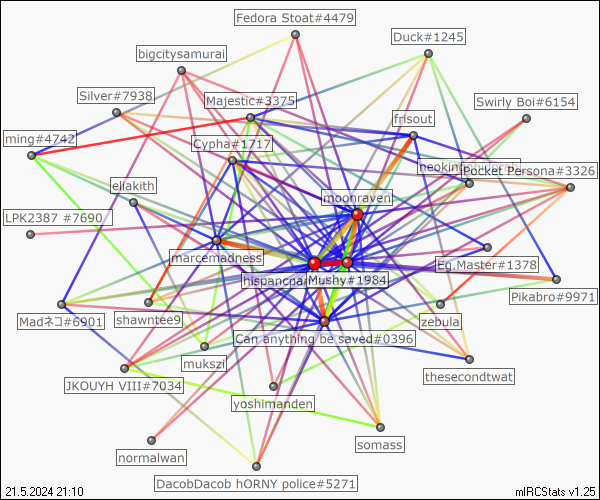 Fedora Stoat#4479
Duck#1245
bigcitysamurai
Silver#7938
Majestic#3375
Swirly Boi#6154
frisout
ming#4742
Cypha#1717
Pocket Persona#3326
eliakith
moonraven
LPK2387 #7690
marcemadness
Eg.Master#1378
Mushy#1984
Pikabro#9971
Madネコ#6901
shawntee9
zebula
Can anything be saved#0396
mukszi
thesecondtwat
JKOUYH VIII#7034
yoshimanden
somass
normalwan
DacobDacob hORNY police#5271
21.5.2024 21:10
mIRCStats v1.25